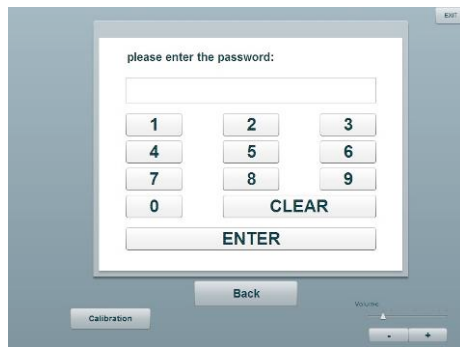 EXIT
please enter the password:
1 2 3
4 5 6
7 8 9
0 CLEAR
ENTER
Back
Volume
Calibration
- +